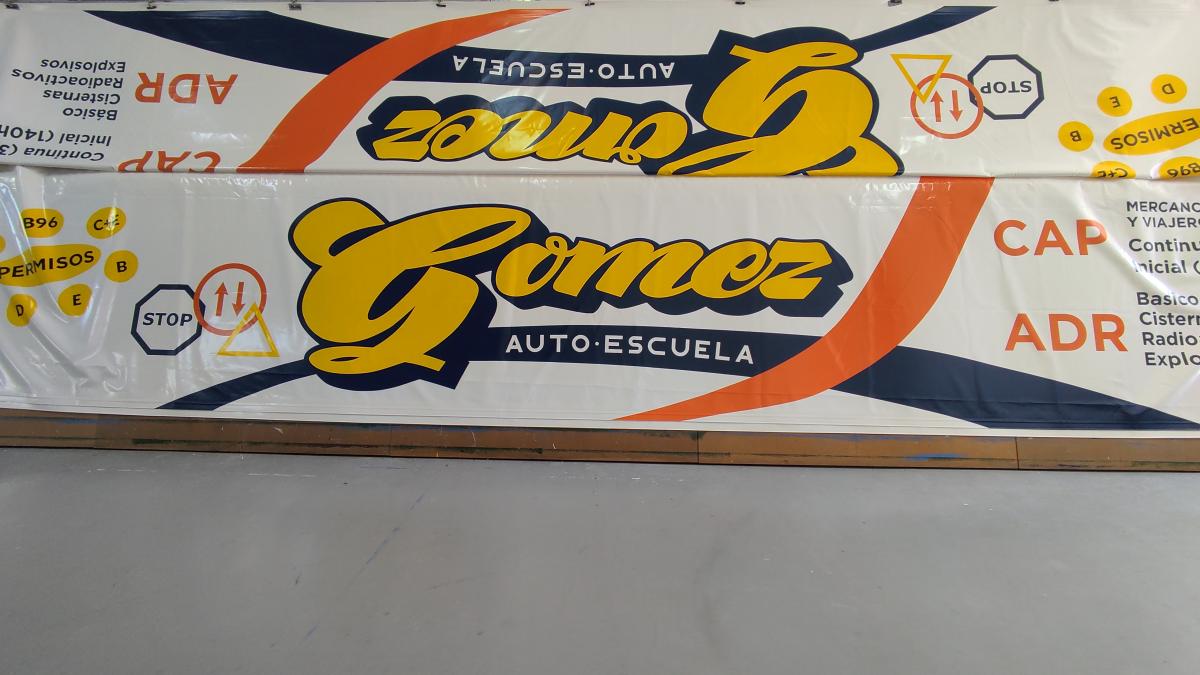 AUTO·ESCUELA
Gomez
STOP
D
E
B
PERMISOS
C+E
B96
ADR
Explosivos
Radioactivos
Cisternas
Básico
Inicial (140h
Continua (3
CAP
B96
C+E
PERMISOS
B
D
E
STOP
Gomez
AUTO·ESCUELA
CAP
MERCANC
Y VIAJER
Continu
Inicial (
ADR
Basico
Cistern
Radio
Explo